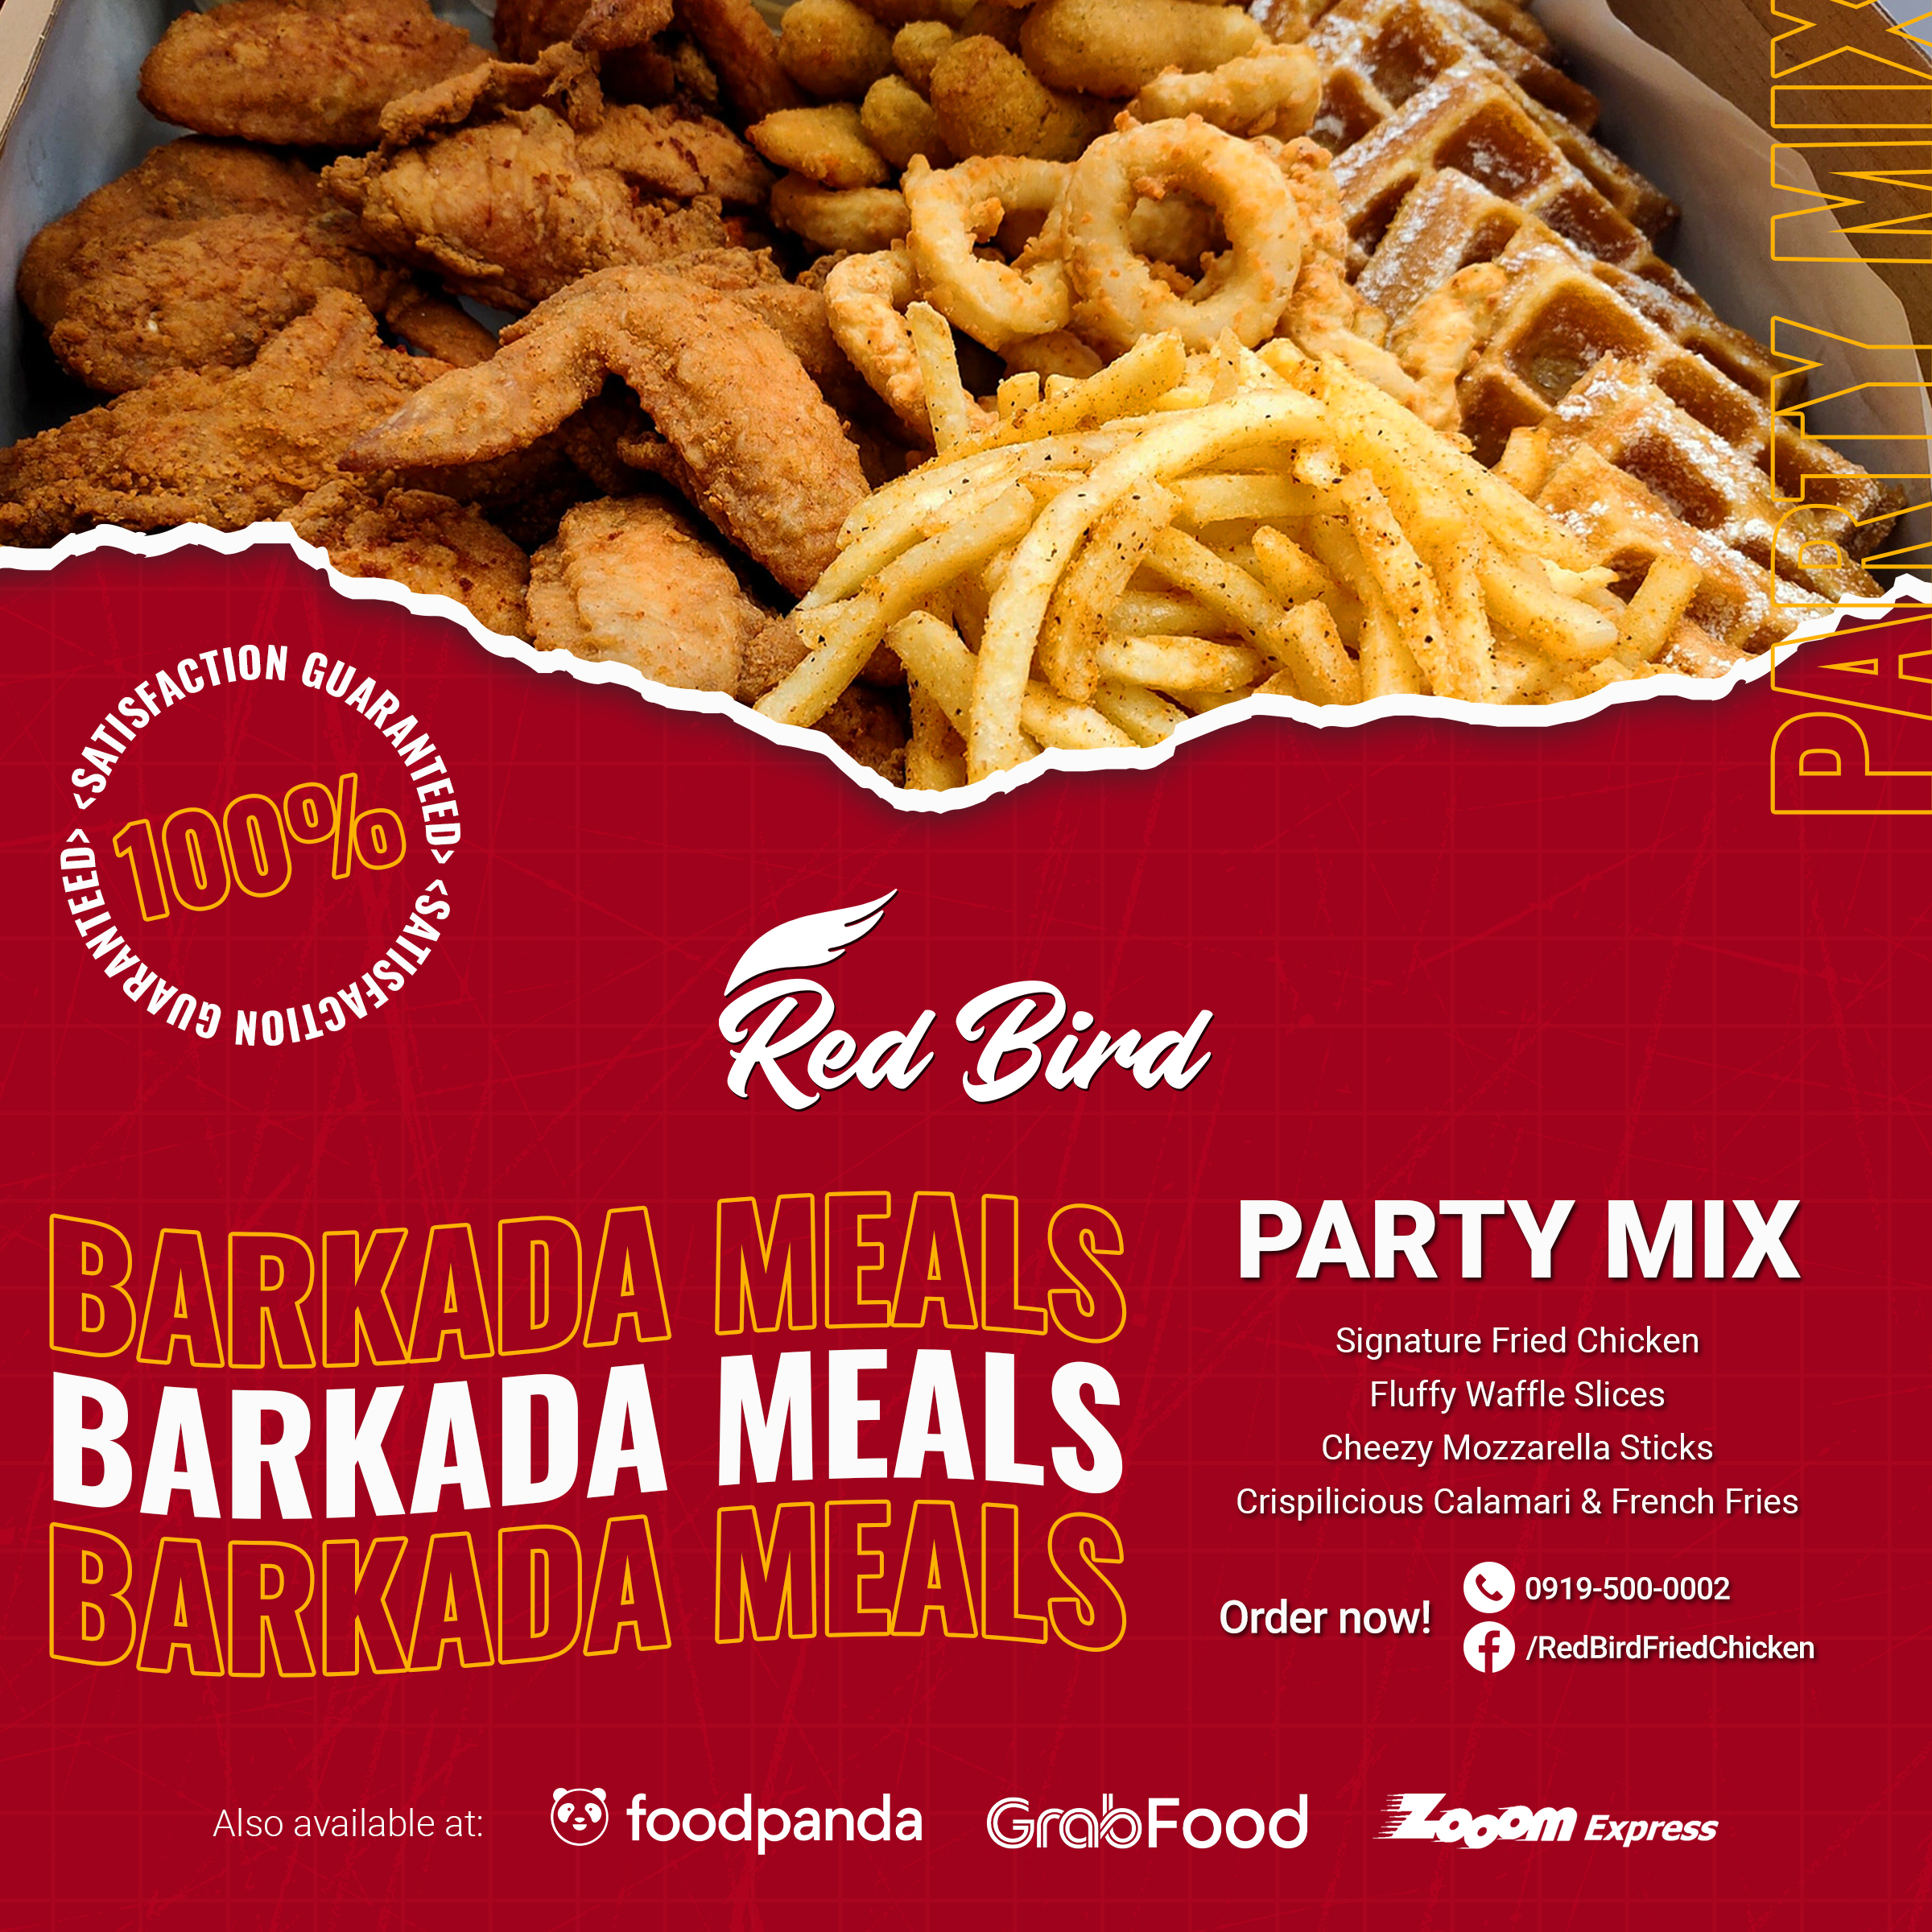 PARTY MIX
<SATISFACTION GUARANTEED>
<SATISFACTION GUARANTEED>
100%
Red Bird
BARKADA MEALS
BARKADA MEALS
BARKADA MEALS
PARTY MIX
Signature Fried Chicken
Fluffy Waffle Slices
Cheezy Mozzarella Sticks
Crispilicious Calamari & French Fries
Order now!
0919-500-0002
/RedBirdFriedChicken
Also available at:
foodpanda
GrabFood
Zooom Express